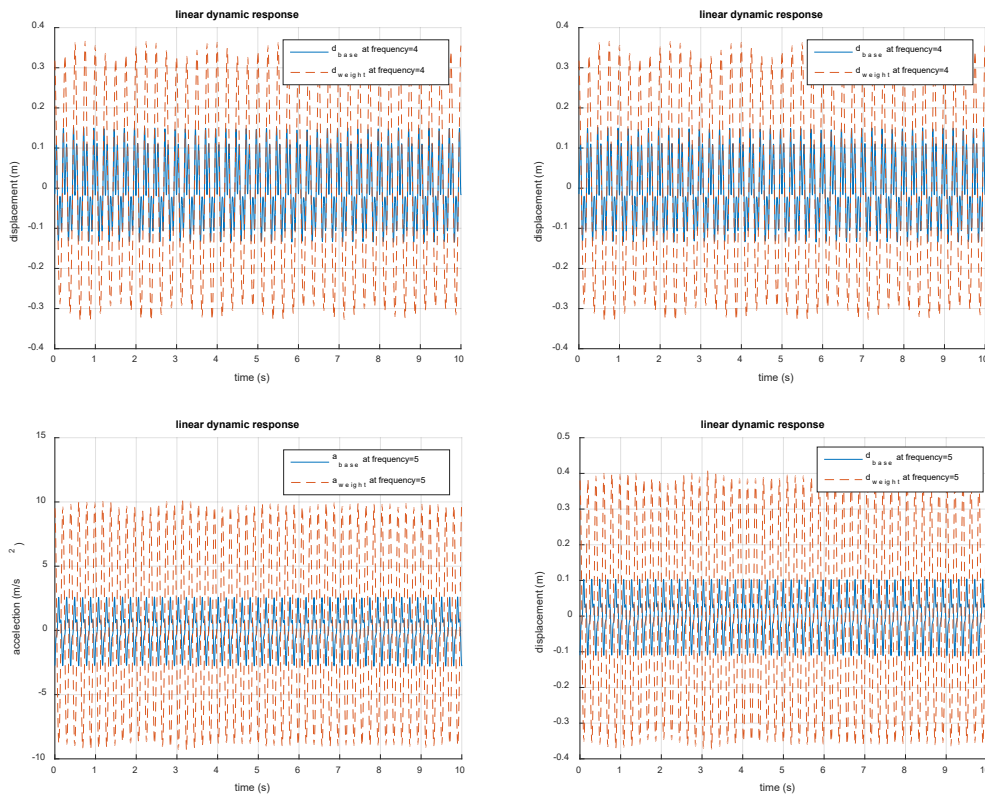 linear dynamic response
0.4
0.3
0.2
0.1
0
-0.1
-0.2
-0.3
-0.4
displacement (m)
d base at frequency=4
d weight at frequency=4
0 1 2 3 4 5 6 7 8 9 10
time (s)
linear dynamic response
0.4
0.3
0.2
0.1
0
-0.1
-0.2
-0.3
-0.4
displacement (m)
d base at frequency=4
d weight at frequency=4
0 1 2 3 4 5 6 7 8 9 10
time (s)
linear dynamic response
15
10
5
0
-5
-10
accelection (m/s 2 )
a base at frequency=5
a weight at frequency=5
0 1 2 3 4 5 6 7 8 9 10
time (s)
linear dynamic response
0.5
0.4
0.3
0.2
0.1
0
-0.1
-0.2
-0.3
-0.4
displacement (m)
d base at frequency=5
d weight at frequency=5
0 1 2 3 4 5 6 7 8 9 10
time (s)